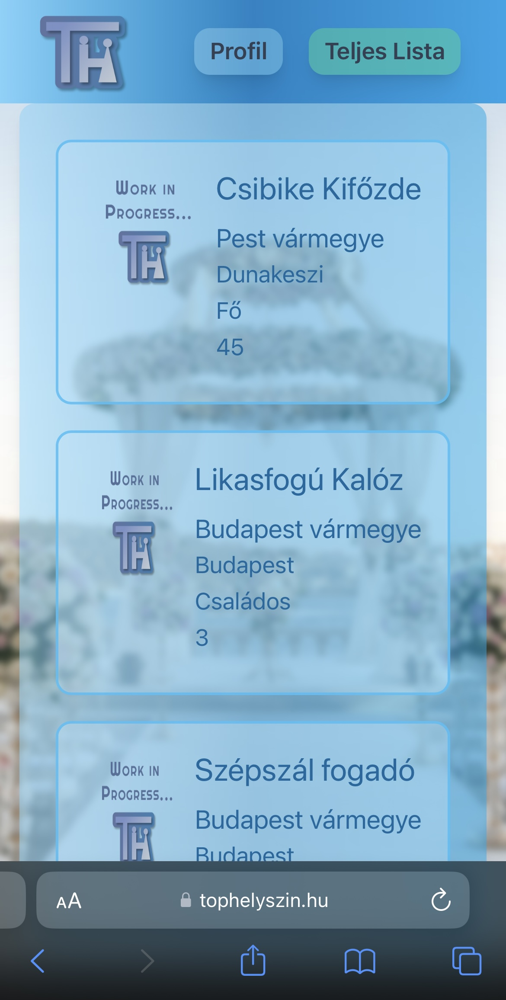 TH
Profil
Teljes Lista
WORK IN
PROGRESS...
TH
Csibike Kifőzde
Pest vármegye
Dunakeszi
Fő
45
WORK IN
PROGRESS...
TH
Likasfogú Kalóz
Budapest vármegye
Budapest
Családos
3
WORK IN
PROGRESS...
TH
Szépszál fogadó
Budapest vármegye
Budapest
AA
tophelyszin.hu